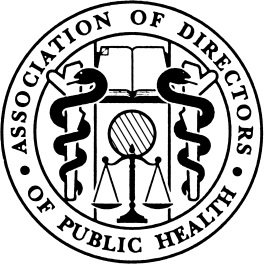 ASSOCIATION OF DIRECTORS
OF PUBLIC HEALTH